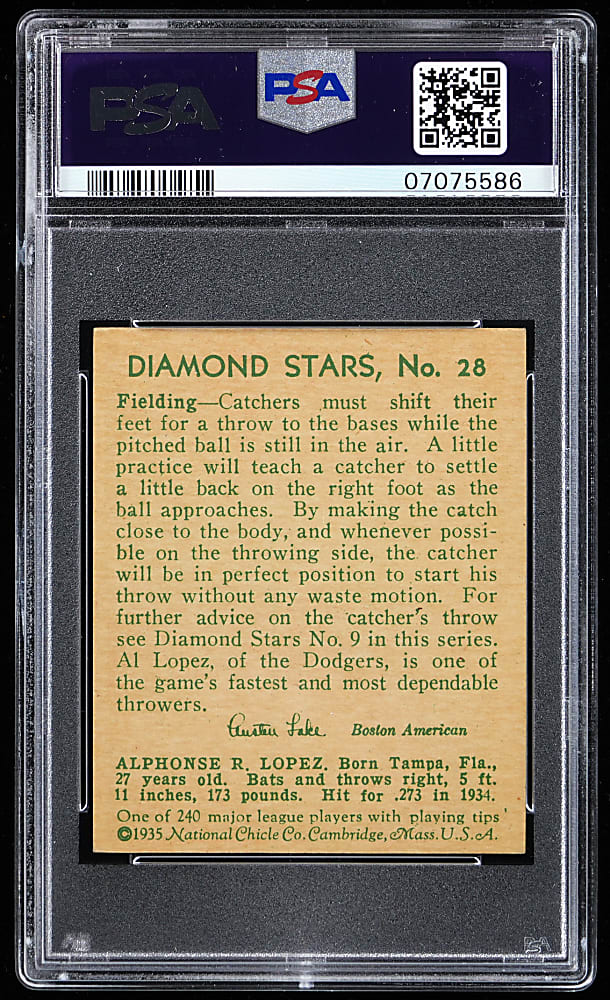 PSA
PSA
07075586
DIAMOND STARS, No. 28
Fielding—Catchers must shift their
feet for a throw to the bases while the
pitched ball is still in the air. A little
practice will teach a catcher to settle
a little back on the right foot as the
ball approaches. By making the catch
close to the body, and whenever possi-
ble on the throwing side, the catcher
will be in perfect position to start his
throw without any waste motion. For
further advice on the catcher's throw
see Diamond Stars No. 9 in this series.
Al Lopez, of the Dodgers, is one of
the game's fastest and most dependable
throwers.
Austen Lake Boston American
ALPHONSE R. LOPEZ. Born Tampa, Fla.,
27 years old. Bats and throws right, 5 ft.
11 inches, 173 pounds. Hit for .273 in 1934.
One of 240 major league players with playing tips
©1935 National Chicle Co. Cambridge, Mass. U.S.A.
PSA